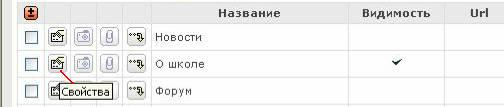 Название Видимость Url
Новости
О школе
Свойства
Форум